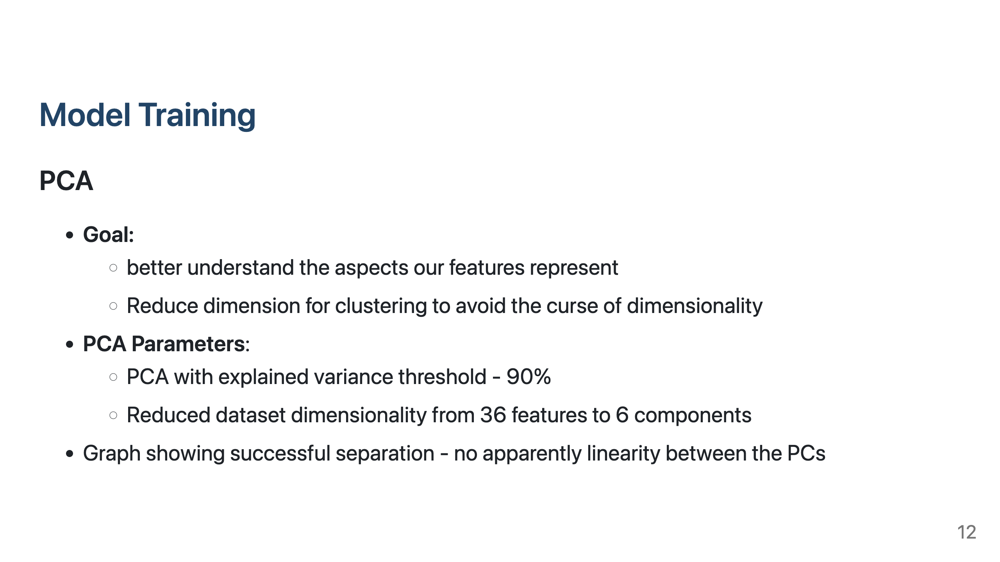 Model Training
PCA
• Goal:
○ better understand the aspects our features represent
○ Reduce dimension for clustering to avoid the curse of dimensionality
• PCA Parameters:
○ PCA with explained variance threshold - 90%
○ Reduced dataset dimensionality from 36 features to 6 components
• Graph showing successful separation - no apparently linearity between the PCs
12